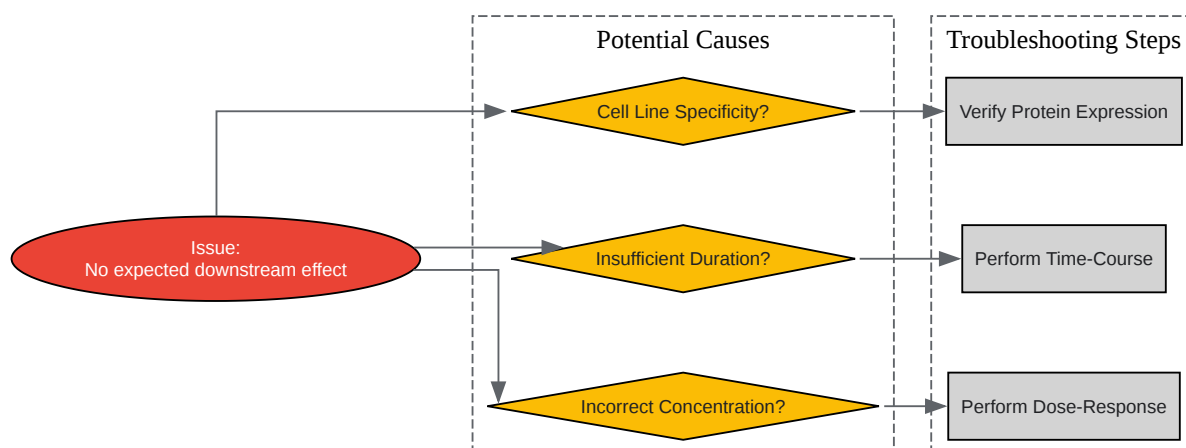 Potential Causes
Troubleshooting Steps
Cell Line Specificity?
Verify Protein Expression
Issue:
No expected downstream effect
Insufficient Duration?
Perform Time-Course
Incorrect Concentration?
Perform Dose-Response